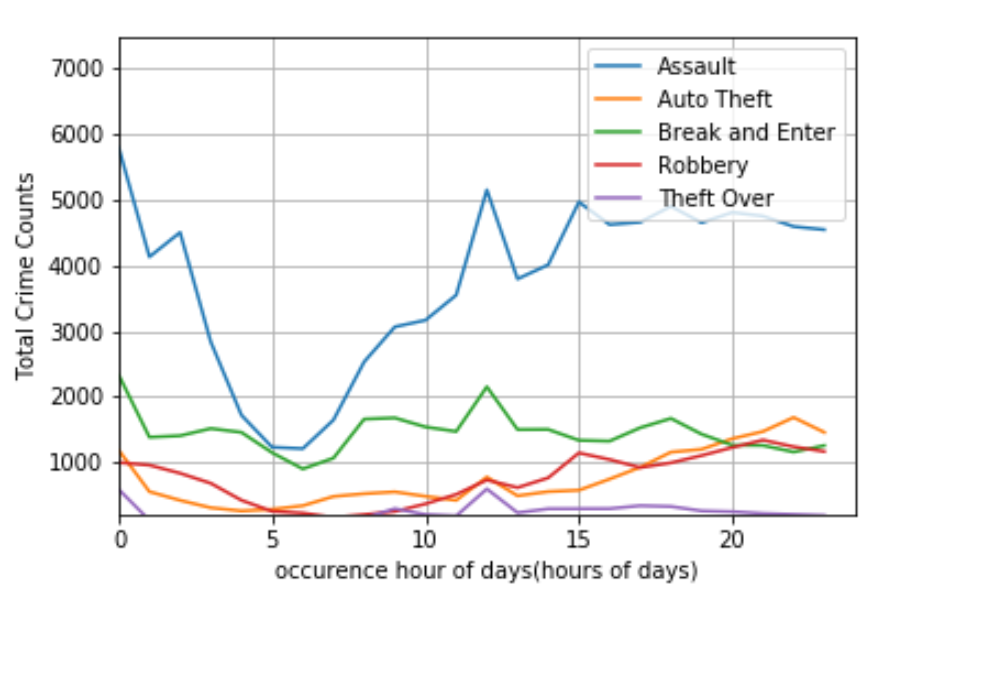 7000
6000
5000
4000
3000
2000
1000
Total Crime Counts
Assault
Auto Theft
Break and Enter
Robbery
Theft Over
0 5 10 15 20
occurence hour of days(hours of days)